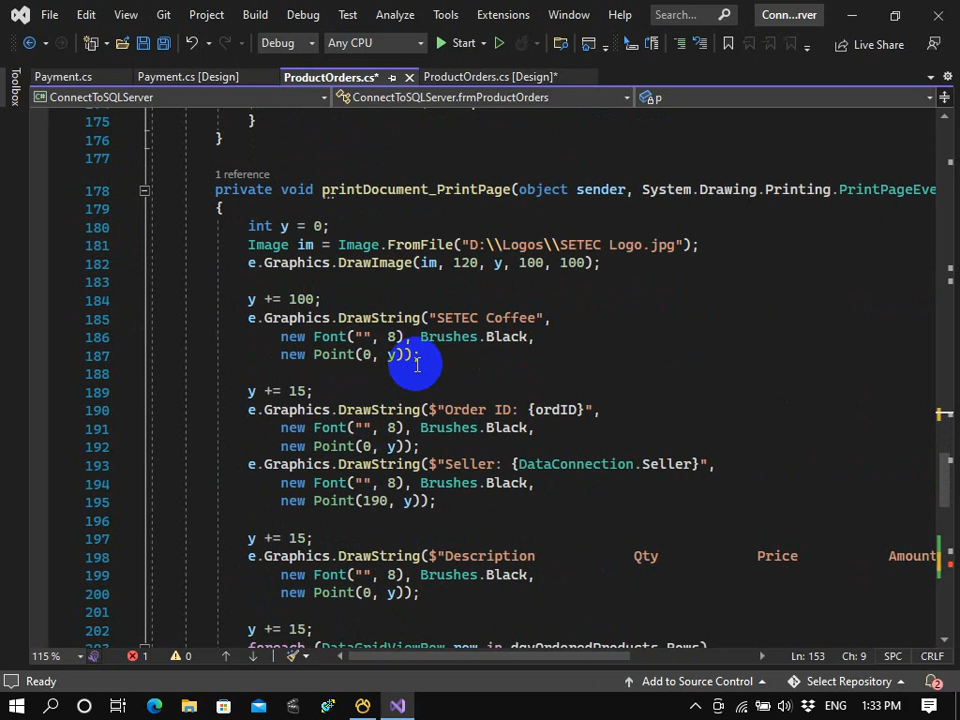 File Edit View Git Project Build Debug Test Analyze Tools Extensions Window Help Search... Conn...rver
Debug Any CPU Start Live Share
Payment.cs Payment.cs [Design] ProductOrders.cs* ProductOrders.cs [Design]*
Toolbox
ConnectToSQLServer ConnectToSQLServer.frmProductOrders p
175 }
176 }
177
1 reference
178 private void printDocument_PrintPage(object sender, System.Drawing.Printing.PrintPageEve
179 {
180 int y = 0;
181 Image im = Image.FromFile("D:\\Logos\\SETEC Logo.jpg");
182 e.Graphics.DrawImage(im, 120, y, 100, 100);
183
184 y += 100;
185 e.Graphics.DrawString("SETEC Coffee",
186 new Font("", 8), Brushes.Black,
187 new Point(0, y));
188
189 y += 15;
190 e.Graphics.DrawString($"Order ID: {ordID}",
191 new Font("", 8), Brushes.Black,
192 new Point(0, y));
193 e.Graphics.DrawString($"Seller: {DataConnection.Seller}",
194 new Font("", 8), Brushes.Black,
195 new Point(190, y));
196
197 y += 15;
198 e.Graphics.DrawString($"Description Qty Price Amount
199 new Font("", 8), Brushes.Black,
200 new Point(0, y));
201
202 y += 15;
foreach (DataGridViewRow row in dgvOrderedProducts.Rows)
115 % 1 0 Ln: 153 Ch: 9 SPC CRLF
Ready Add to Source Control Select Repository 2
ENG 1:33 PM